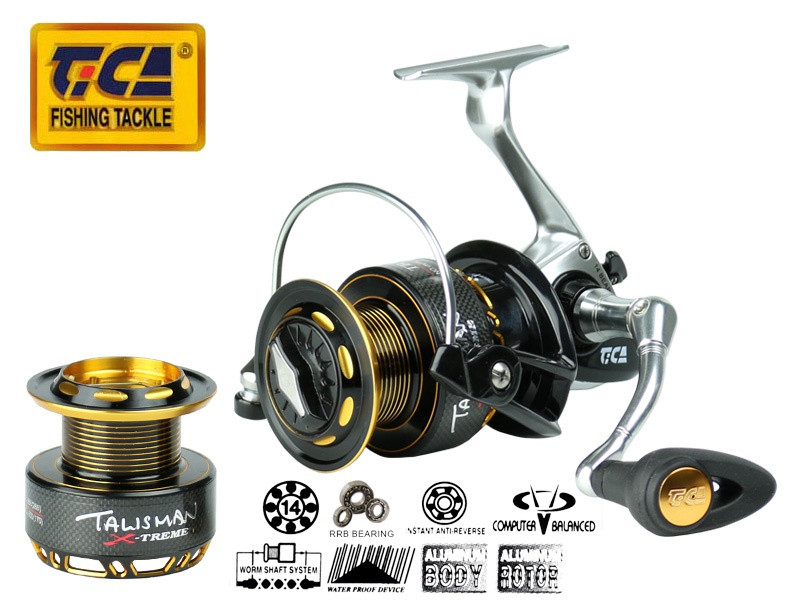 TiCA
®
FISHING TACKLE
TiCA
TALISMAN
X-TREME
TiCA
14
RRB BEARING
NSTANT ANTI-REVERSE
COMPUTER BALANCED
WORM SHAFT SYSTEM
WATER PROOF DEVICE
ALUMINUM
BODY
ALUMINUM
ROTOR